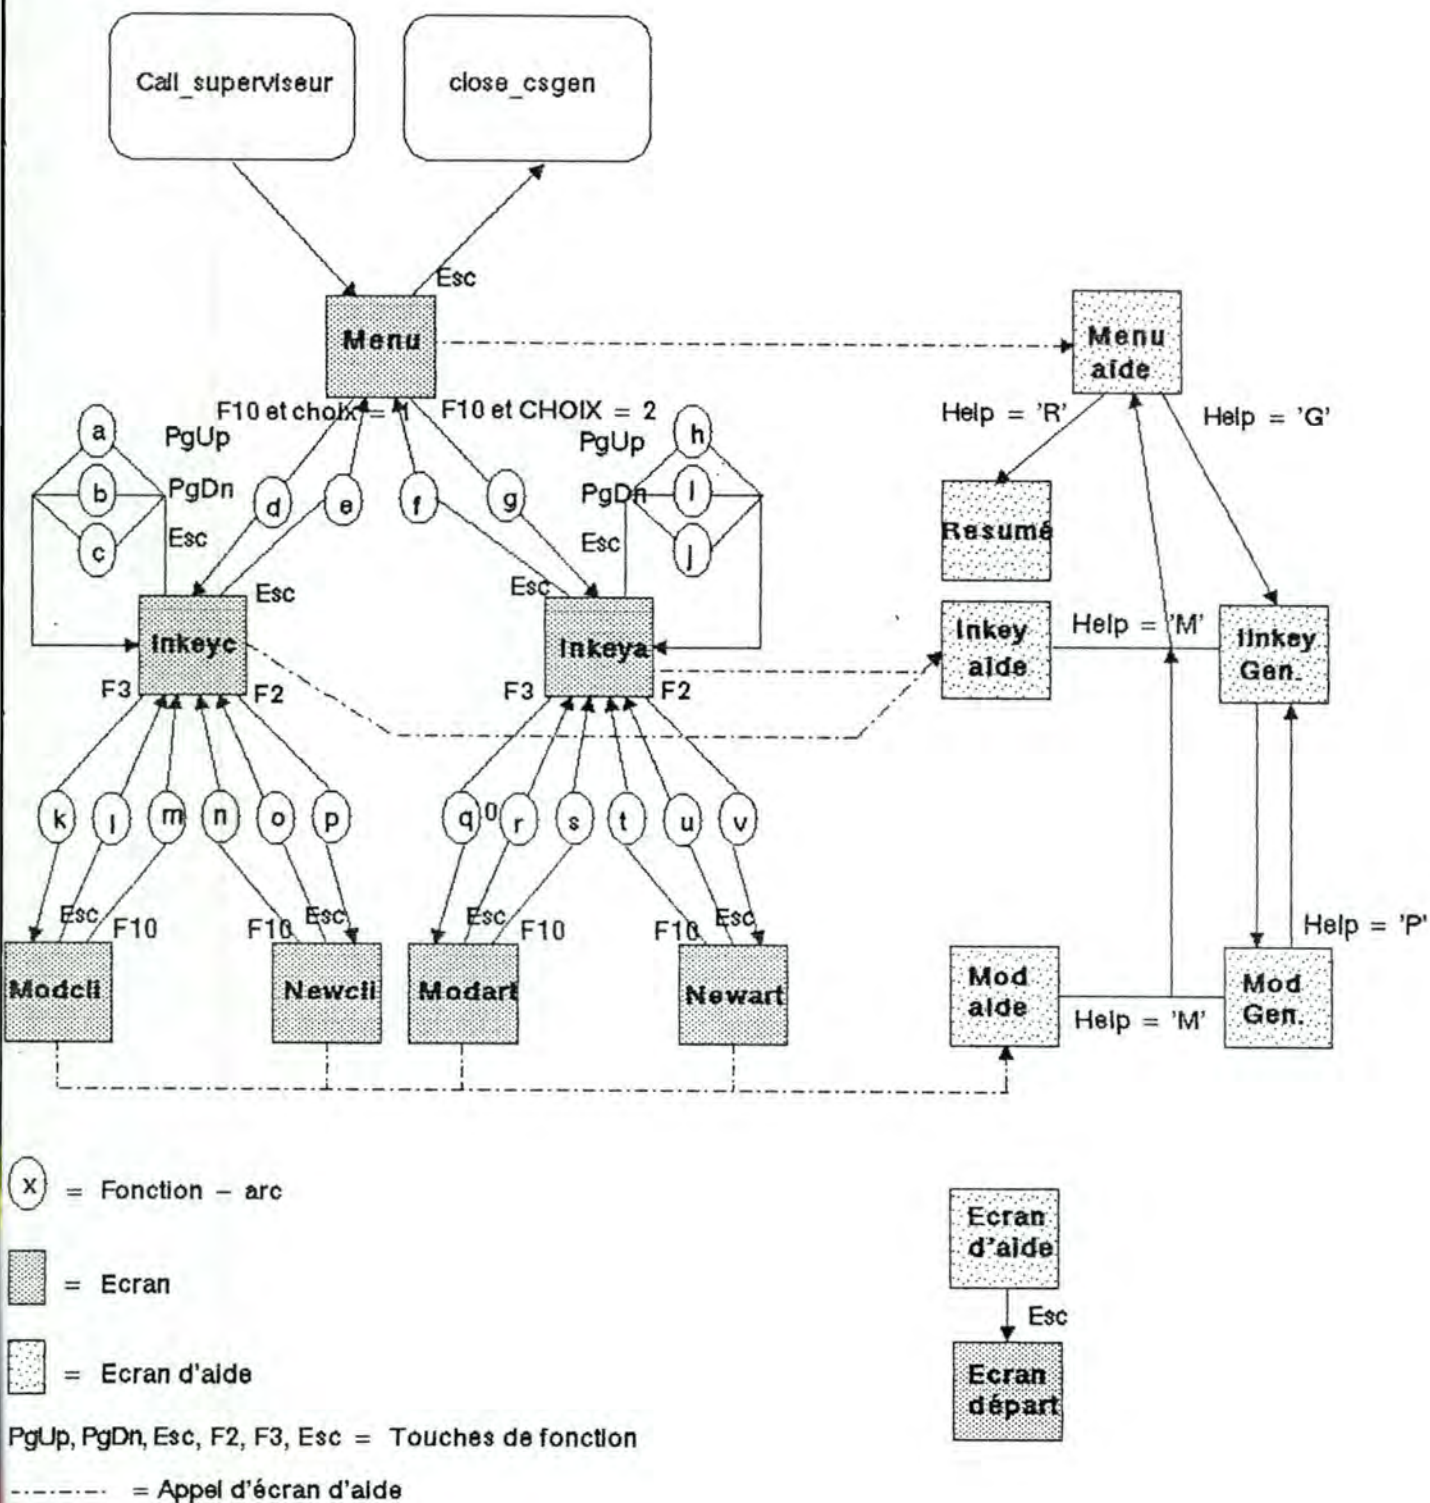 Call_superviseur
close_csgen
Esc
Menu
Menu
aide
F10 et choix = 1
F10 et CHOIX = 2
Help = 'R'
Help = 'G'
a
PgUp
PgUp
h
b
PgDn
d
e
f
g
PgDn
i
c
Esc
Esc
j
Resumé
Esc
Esc
Inkeyc
Inkeya
Inkey
aide
Help = 'M'
Iinkey
Gen.
F3
F2
F3
F2
k
l
m
n
o
p
q
0
r
s
t
u
v
Esc
F10
F10
Esc
Esc
F10
F10
Esc
Help = 'P'
Modcli
Newcli
Modart
Newart
Mod
aide
Help = 'M'
Mod
Gen.
x = Fonction – arc
= Ecran
= Ecran d'aide
PgUp, PgDn, Esc, F2, F3, Esc = Touches de fonction
= Appel d'écran d'aide
Ecran
d'aide
Esc
Ecran
départ